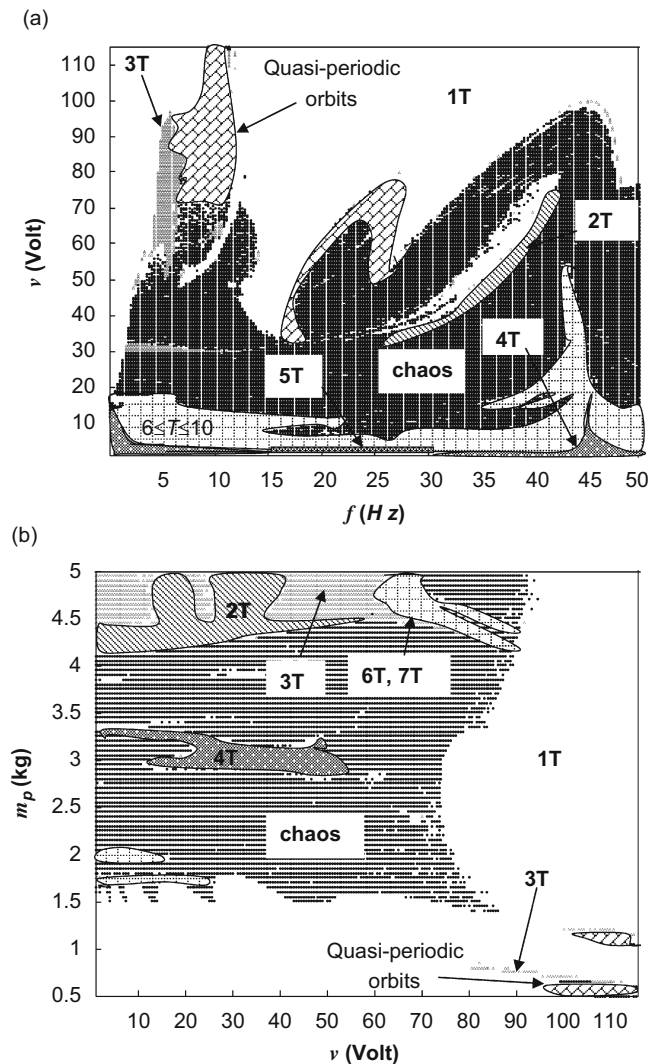 (a)
110
100
90
80
70
60
50
40
30
20
10
v (Volt)
3T
Quasi-periodic
orbits
1T
2T
4T
5T
chaos
6≤T≤10
5 10 15 20 25 30 35 40 45 50
f (H z)
(b)
5
4.5
4
3.5
3
2.5
2
1.5
1
0.5
m_p (kg)
2T
3T
6T, 7T
4T
1T
chaos
3T
Quasi-periodic
orbits
10 20 30 40 50 60 70 80 90 100 110
v (Volt)